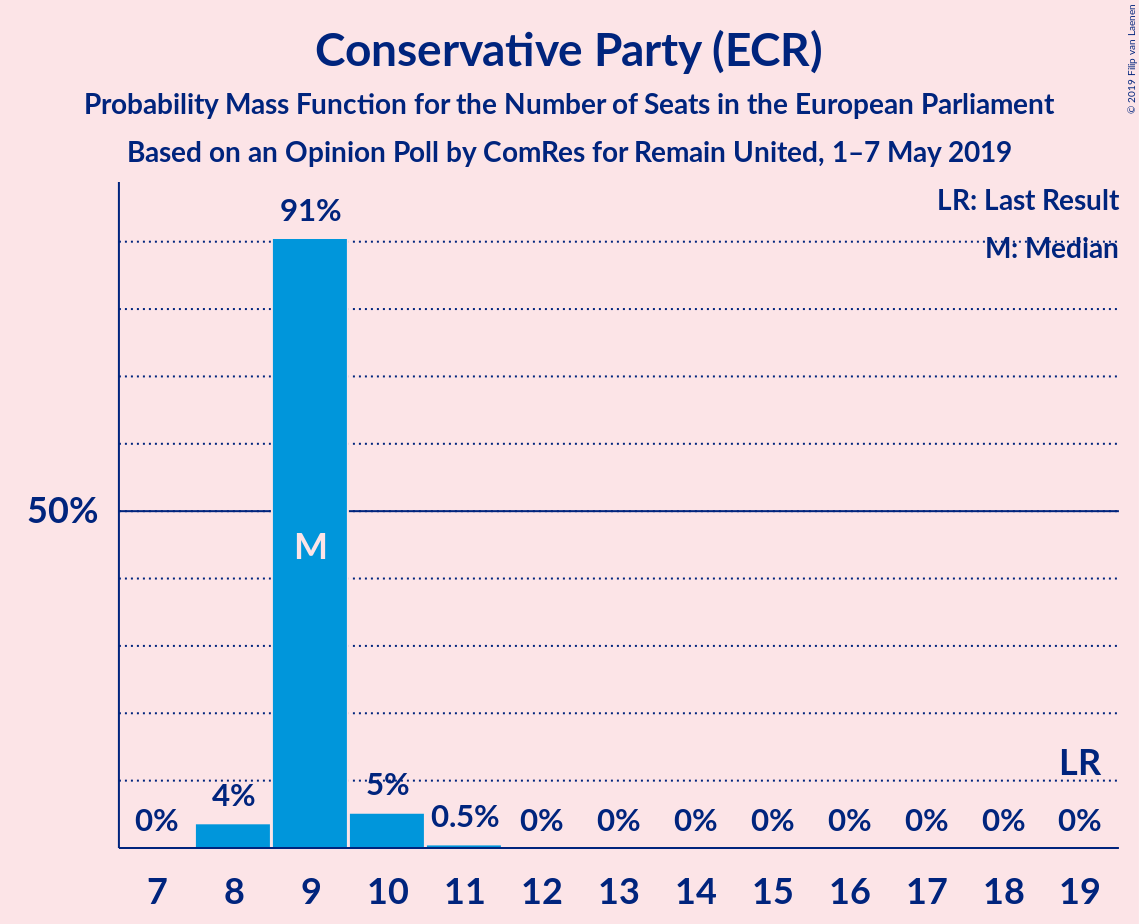 Conservative Party (ECR)
Probability Mass Function for the Number of Seats in the European Parliament
Based on an Opinion Poll by ComRes for Remain United, 1–7 May 2019
© 2019 Filip van Laenen
LR: Last Result
M: Median
91%
50%
M
LR
0% 4% 5% 0.5% 0% 0% 0% 0% 0% 0% 0% 0%
7 8 9 10 11 12 13 14 15 16 17 18 19